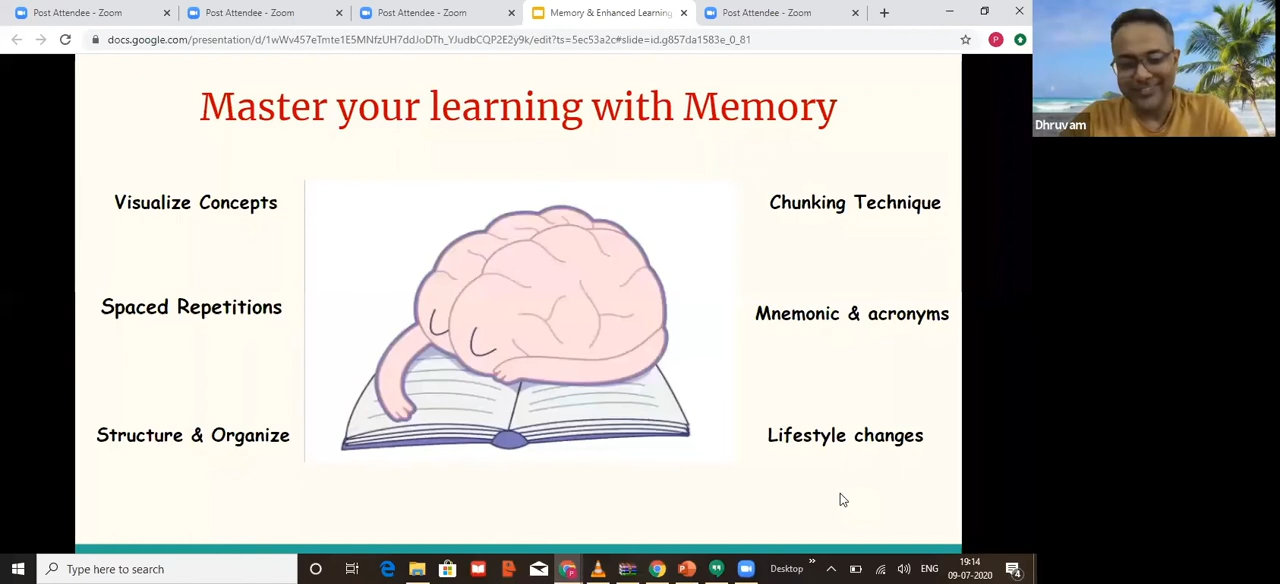 Post Attendee - Zoom
Post Attendee - Zoom
Post Attendee - Zoom
Memory & Enhanced Learning
Post Attendee - Zoom
docs.google.com/presentation/d/1wWv457eTmte1E5MNfzUH7ddJoDTh_YJudbCQP2E2y9k/edit?ts=5ec53a2c#slide=id.g857da1583e_0_81
P
Dhruvam
Master your learning with Memory
Visualize Concepts
Chunking Technique
Spaced Repetitions
Mnemonic & acronyms
Structure & Organize
Lifestyle changes
Type here to search
Desktop
ENG
19:14
09-07-2020
4